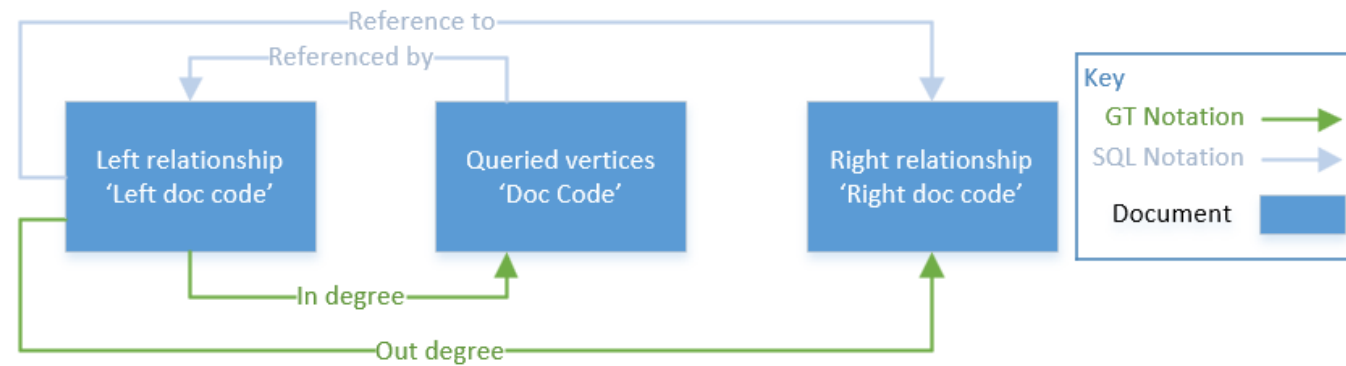 Reference to
Referenced by
Key
GT Notation
SQL Notation
Document
Left relationship
‘Left doc code’
Queried vertices
‘Doc Code’
Right relationship
‘Right doc code’
In degree
Out degree